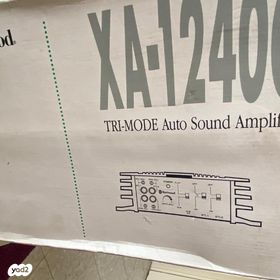 od
XA-1240
TRI-MODE Auto Sound Amplif
yad2